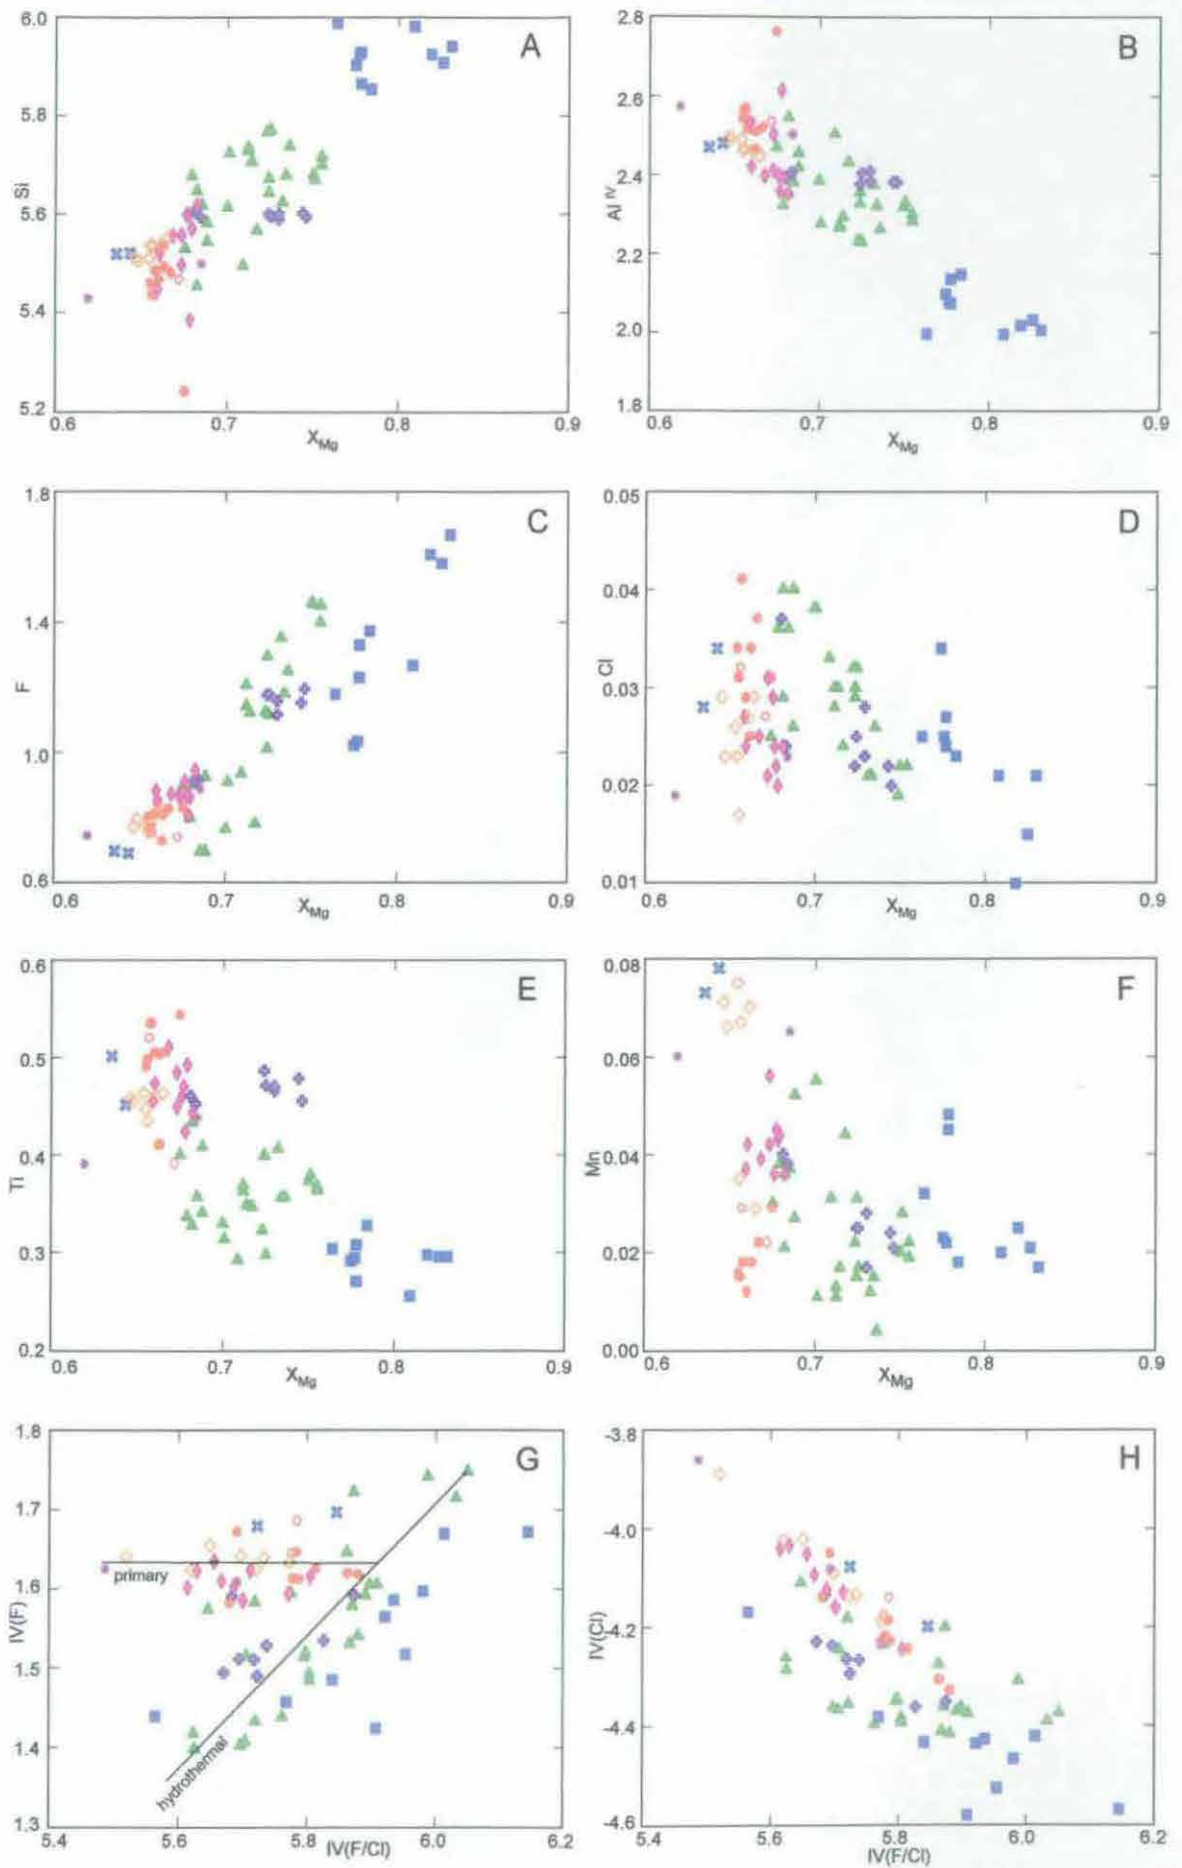 A
6.0
5.8
5.6
5.4
5.2
Si
0.6 0.7 0.8 0.9
XMg
B
2.8
2.6
2.4
2.2
2.0
1.8
Al IV
0.6 0.7 0.8 0.9
XMg
C
1.8
1.4
1.0
0.6
F
0.6 0.7 0.8 0.9
XMg
D
0.05
0.04
0.03
0.02
0.01
Cl
0.6 0.7 0.8 0.9
XMg
E
0.6
0.5
0.4
0.3
0.2
Ti
0.6 0.7 0.8 0.9
XMg
F
0.08
0.06
0.04
0.02
0.00
Mn
0.6 0.7 0.8 0.9
XMg
G
1.8
1.7
1.6
1.5
1.4
1.3
IV(F)
primary
hydrothermal
5.4 5.6 5.8 6.0 6.2
IV(F/Cl)
H
-3.8
-4.0
-4.2
-4.4
-4.6
IV(Cl)
5.4 5.6 5.8 6.0 6.2
IV(F/Cl)